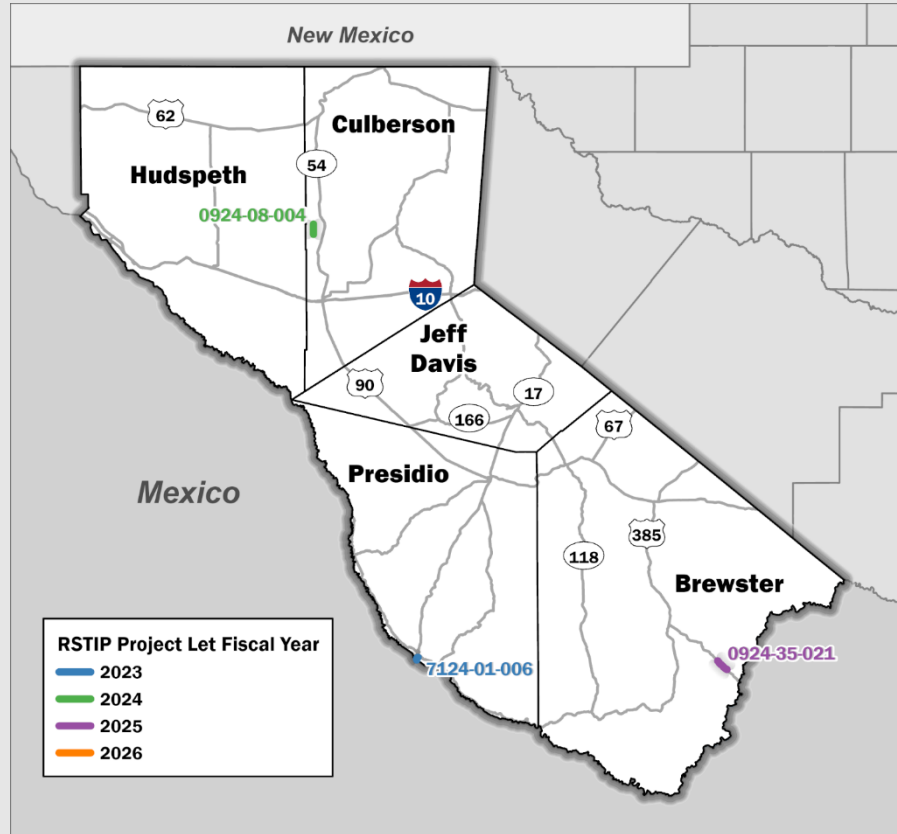 New Mexico
62
Culberson
54
Hudspeth
0924-08-004
10
Jeff
Davis
90
17
166
67
Presidio
Mexico
385
118
Brewster
RSTIP Project Let Fiscal Year
2023
2024
2025
2026
7124-01-006
0924-35-021